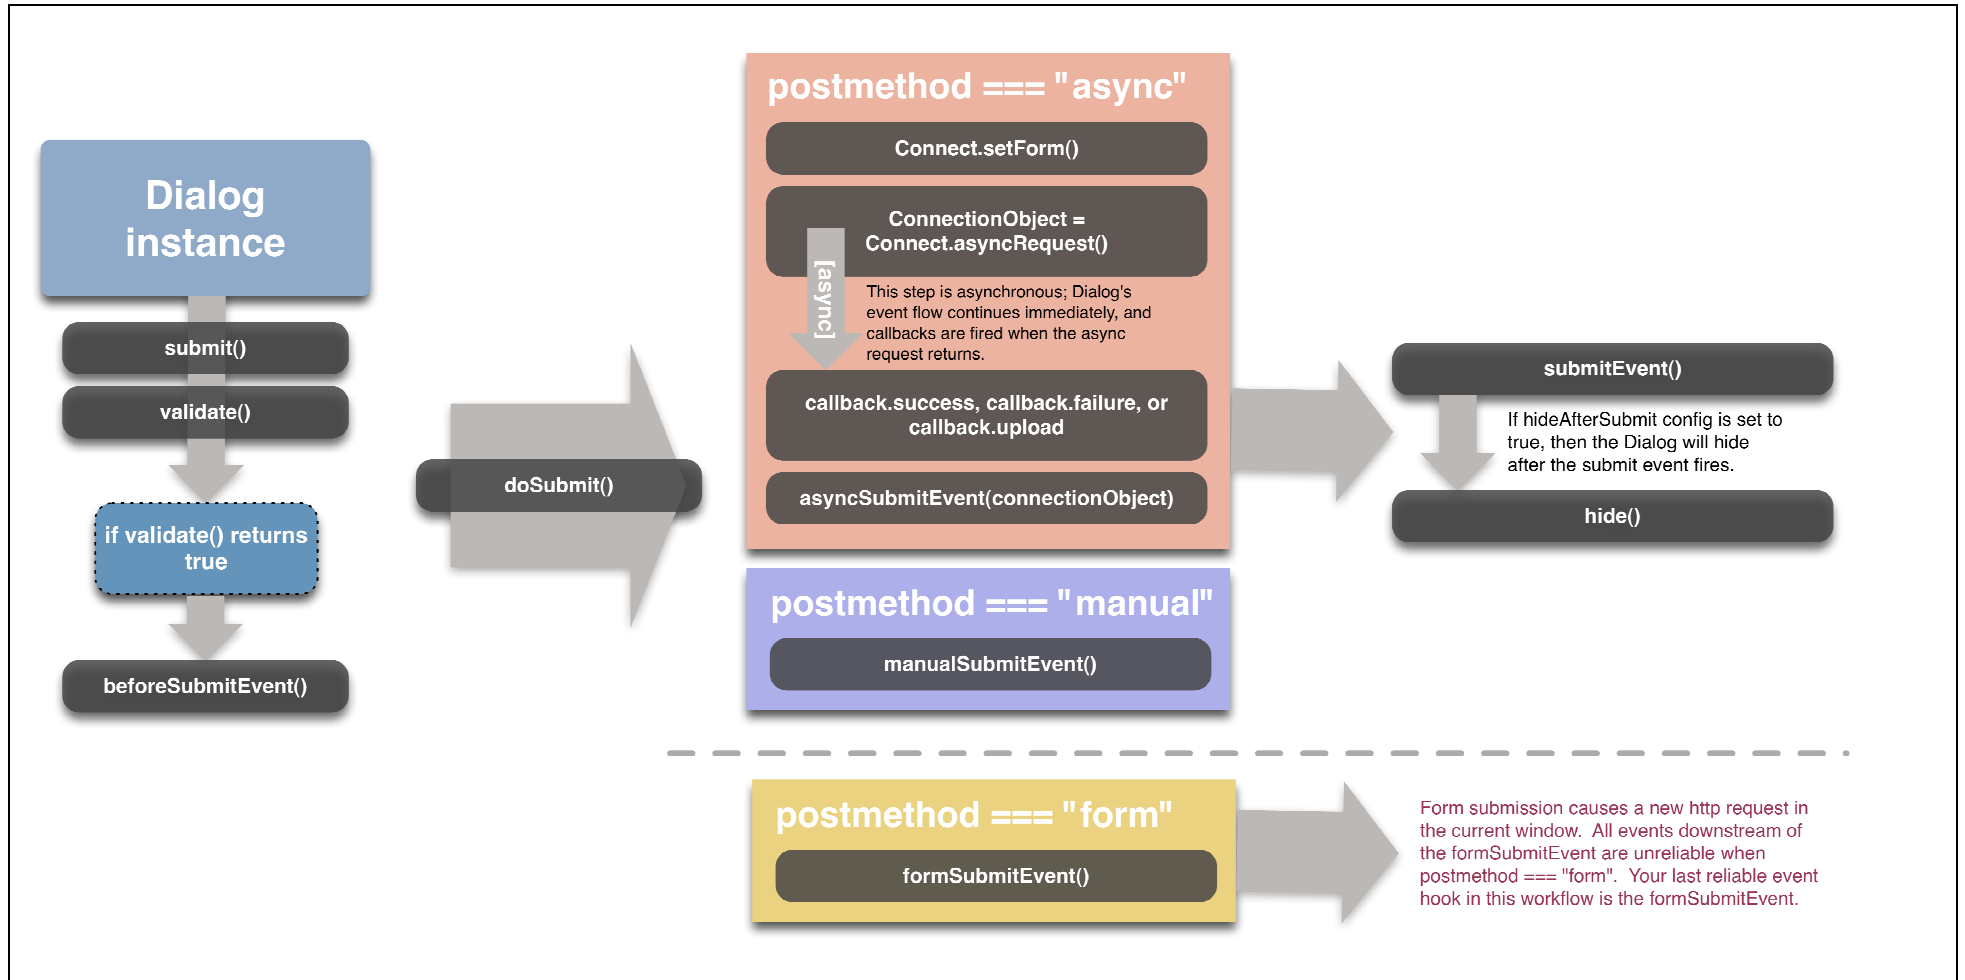 Dialog
instance
submit()
validate()
if validate() returns
true
beforeSubmitEvent()
doSubmit()
postmethod === "async"
Connect.setForm()
ConnectionObject =
Connect.asyncRequest()
[async]
This step is asynchronous; Dialog's
event flow continues immediately, and
callbacks are fired when the async
request returns.
callback.success, callback.failure, or
callback.upload
asyncSubmitEvent(connectionObject)
postmethod === "manual"
manualSubmitEvent()
submitEvent()
If hideAfterSubmit config is set to
true, then the Dialog will hide
after the submit event fires.
hide()
postmethod === "form"
formSubmitEvent()
Form submission causes a new http request in
the current window.  All events downstream of
the formSubmitEvent are unreliable when
postmethod === "form".  Your last reliable event
hook in this workflow is the formSubmitEvent.